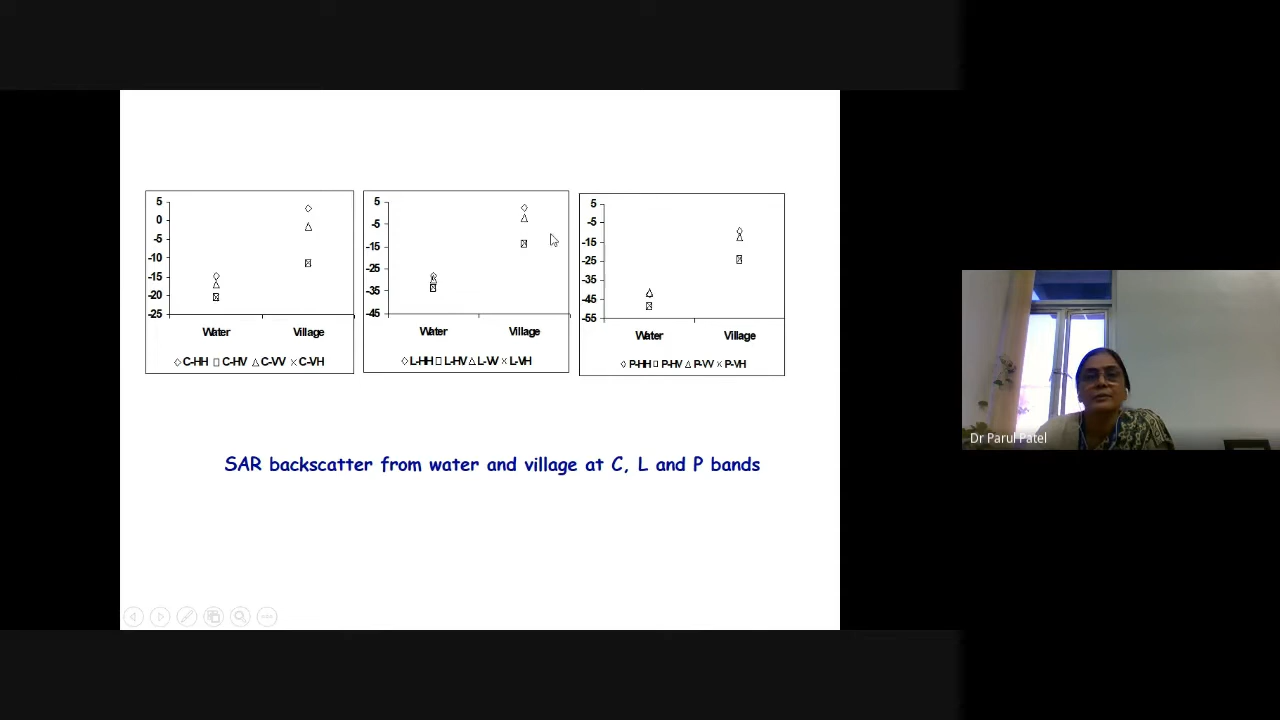 5
0
-5
-10
-15
-20
-25
Water Village
◇C-HH □C-HV △C-VV ×C-VH
5
-5
-15
-25
-35
-45
Water Village
◇L-HH □L-HV △L-VV ×L-VH
5
-5
-15
-25
-35
-45
-55
Water Village
◇P-HH □P-HV △P-VV ×P-VH
SAR backscatter from water and village at C, L and P bands
Dr Parul Patel